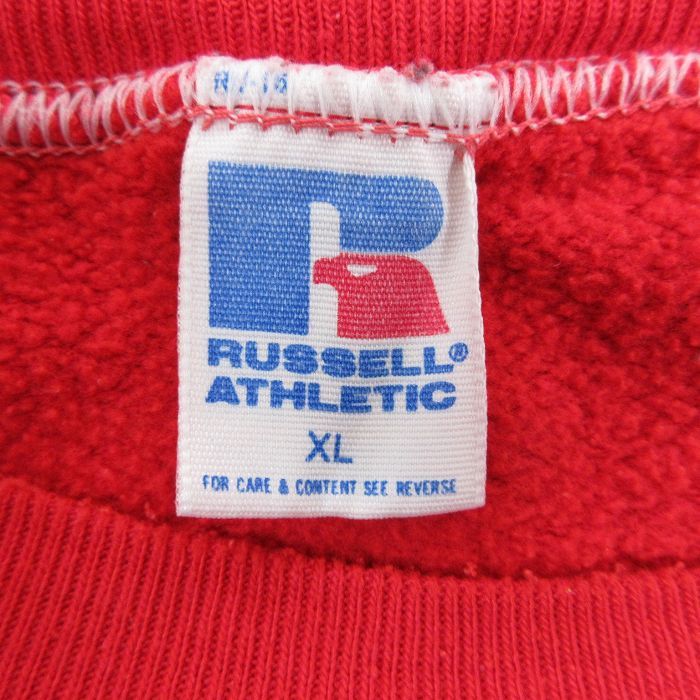 RUSSELL®
ATHLETIC
XL
FOR CARE & CONTENT SEE REVERSE